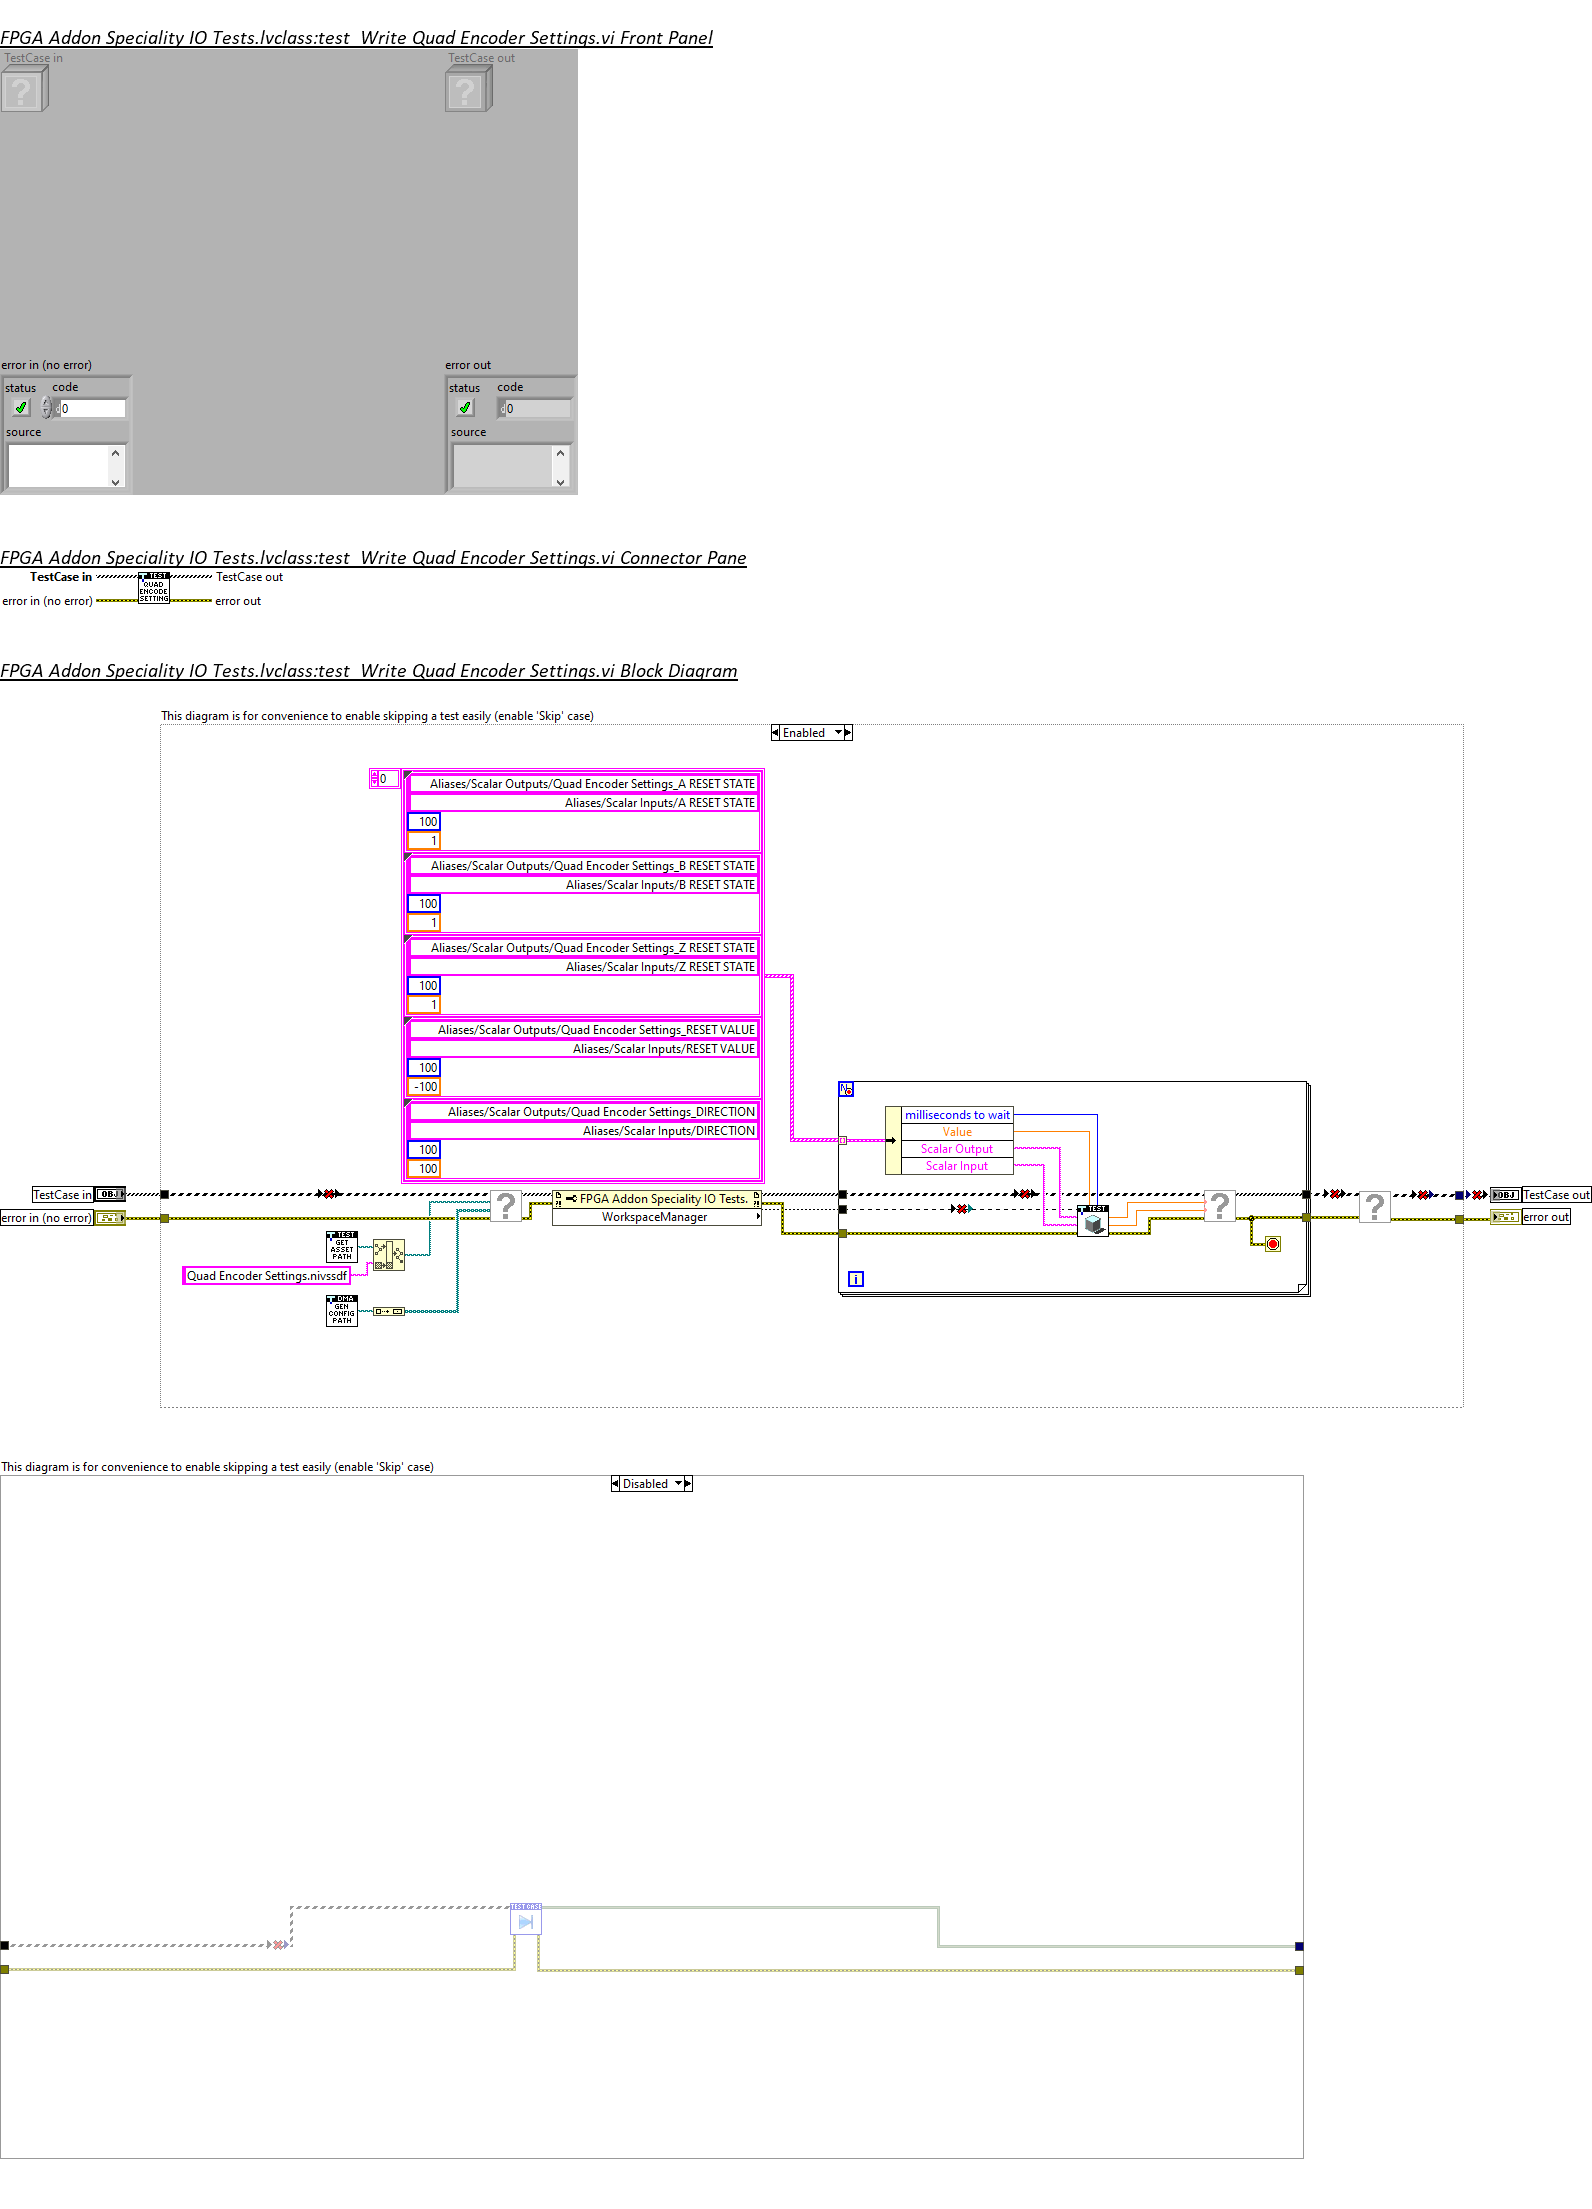 FPGA Addon Speciality IO Tests.lvclass:test_Write Quad Encoder Settings.vi Front Panel
TestCase in
TestCase out
error in (no error)
error out
status code
status code
0
0
source
source
FPGA Addon Speciality IO Tests.lvclass:test_Write Quad Encoder Settings.vi Connector Pane
TestCase in
TEST
QUAD
ENCODE
SETTING
TestCase out
error in (no error)
error out
FPGA Addon Speciality IO Tests.lvclass:test_Write Quad Encoder Settings.vi Block Diagram
This diagram is for convenience to enable skipping a test easily (enable 'Skip' case)
Enabled
0
Aliases/Scalar Outputs/Quad Encoder Settings_A RESET STATE
Aliases/Scalar Inputs/A RESET STATE
100
1
Aliases/Scalar Outputs/Quad Encoder Settings_B RESET STATE
Aliases/Scalar Inputs/B RESET STATE
100
1
Aliases/Scalar Outputs/Quad Encoder Settings_Z RESET STATE
Aliases/Scalar Inputs/Z RESET STATE
100
1
Aliases/Scalar Outputs/Quad Encoder Settings_RESET VALUE
Aliases/Scalar Inputs/RESET VALUE
100
-100
Aliases/Scalar Outputs/Quad Encoder Settings_DIRECTION
Aliases/Scalar Inputs/DIRECTION
100
100
N
milliseconds to wait
Value
Scalar Output
Scalar Input
TestCase in
OBJ
FPGA Addon Speciality IO Tests.
WorkspaceManager
TEST
OBJ
TestCase out
error in (no error)
error out
TEST
GET
ASSET
PATH
Quad Encoder Settings.nivssdf
DMA
GEN
CONFIG
PATH
i
This diagram is for convenience to enable skipping a test easily (enable 'Skip' case)
Disabled
TEST CASE